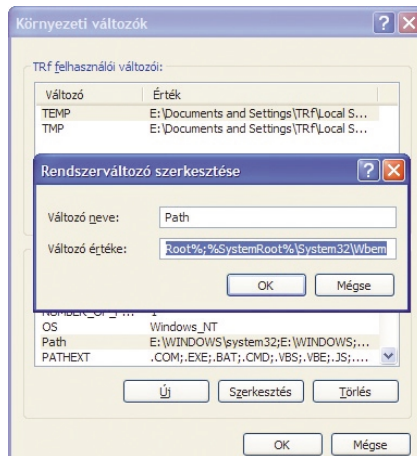 Környezeti változók
TRf felhasználói változói:
Változó Érték
TEMP E:\Documents and Settings\TRf\Local S...
TMP E:\Documents and Settings\TRf\Local S...
Rendszerváltozó szerkesztése
Változó neve: Path
Változó értéke: Root%;%SystemRoot%\System32\Wbem
OK Mégse
NUMBER_OF_P... 1
OS Windows_NT
Path E:\WINDOWS\system32;E:\WINDOWS;...
PATHEXT .COM;.EXE;.BAT;.CMD;.VBS;.VBE;.JS;....
Új Szerkesztés Törlés
OK Mégse